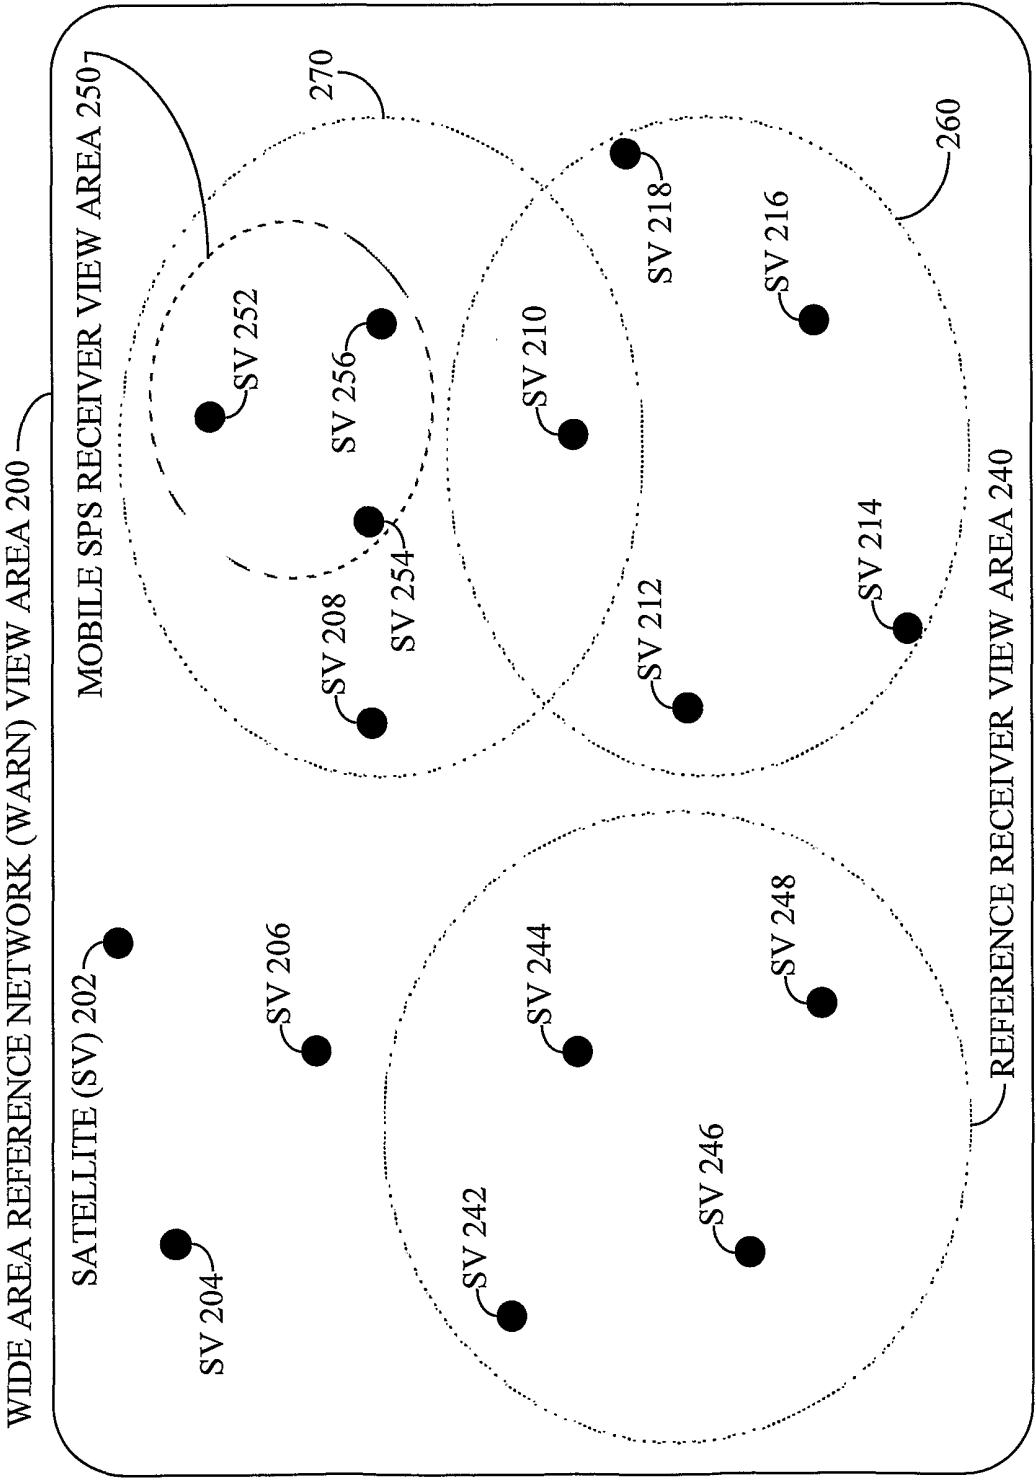 WIDE AREA REFERENCE NETWORK (WARN) VIEW AREA 200
MOBILE SPS RECEIVER VIEW AREA 250
SATELLITE (SV) 202
SV 204
SV 206
SV 208
SV 252
SV 254
SV 256
270
SV 210
SV 212
SV 218
SV 216
SV 214
260
SV 242
SV 244
SV 246
SV 248
REFERENCE RECEIVER VIEW AREA 240